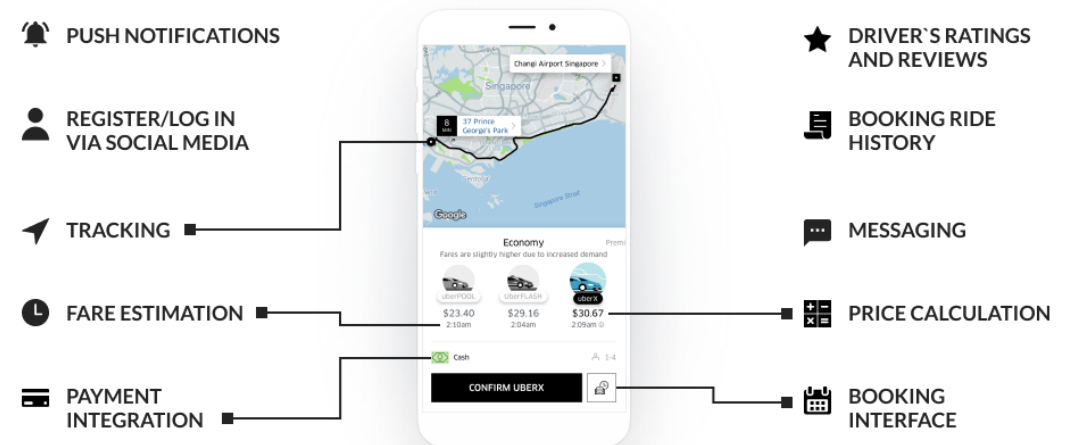 PUSH NOTIFICATIONS
REGISTER/LOG IN
VIA SOCIAL MEDIA
TRACKING
FARE ESTIMATION
PAYMENT
INTEGRATION
Changi Airport Singapore >
Singapore
8
MIN
37 Prince
George's Park >
Sentosa
Singapore Strait
Google
Economy
Premi
Fares are slightly higher due to increased demand
uberPOOL
UberFLASH
uberX
$23.40
$29.16
$30.67
2:10am
2:04am
2:09am
Cash
1-4
CONFIRM UBERX
DRIVER`S RATINGS
AND REVIEWS
BOOKING RIDE
HISTORY
MESSAGING
PRICE CALCULATION
BOOKING
INTERFACE